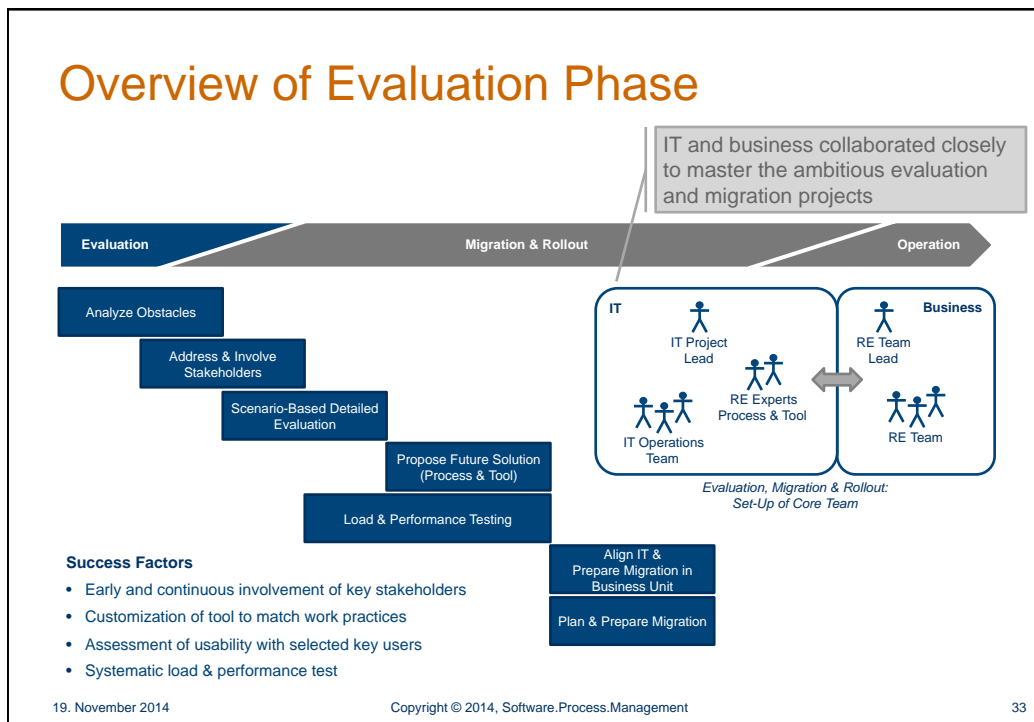 Overview of Evaluation Phase
IT and business collaborated closely
to master the ambitious evaluation
and migration projects
Evaluation
Migration & Rollout
Operation
Analyze Obstacles
Address & Involve
Stakeholders
Scenario-Based Detailed
Evaluation
Propose Future Solution
(Process & Tool)
Load & Performance Testing
Align IT &
Prepare Migration in
Business Unit
Plan & Prepare Migration
IT
IT Project
Lead
RE Experts
Process & Tool
IT Operations
Team
Business
RE Team
Lead
RE Team
Evaluation, Migration & Rollout:
Set-Up of Core Team
Success Factors
• Early and continuous involvement of key stakeholders
• Customization of tool to match work practices
• Assessment of usability with selected key users
• Systematic load & performance test
19. November 2014
Copyright © 2014, Software.Process.Management
33